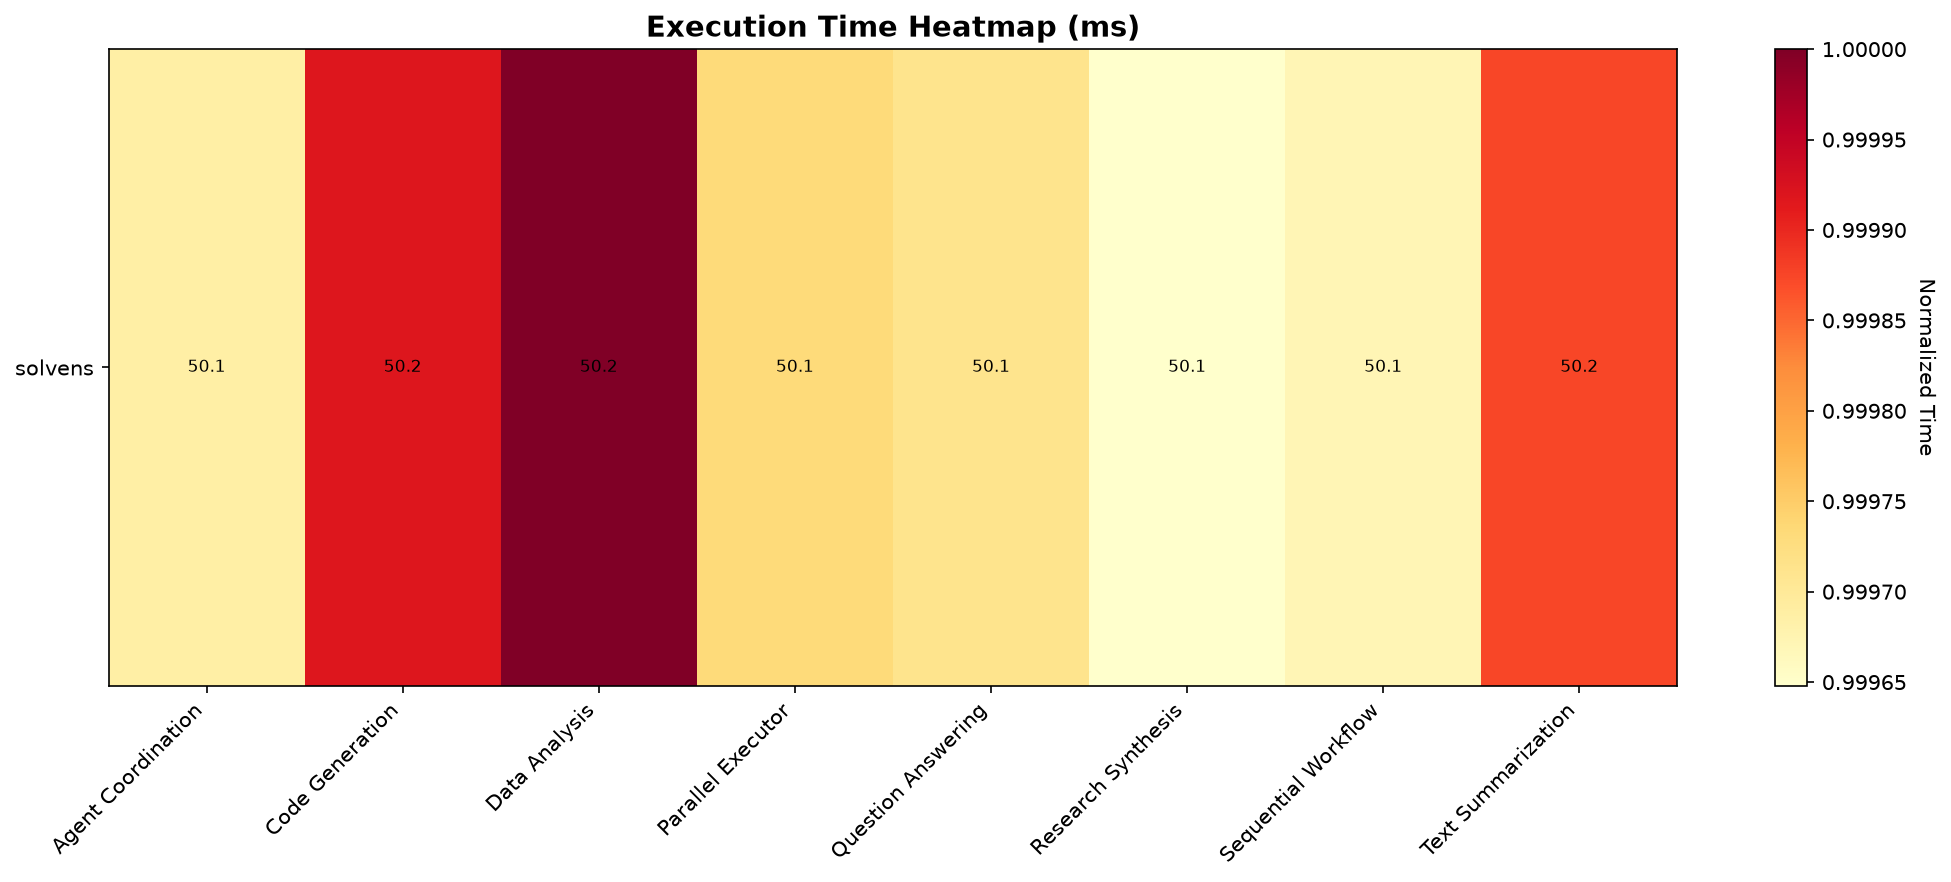 Execution Time Heatmap (ms)
solvens
50.1
50.2
50.2
50.1
50.1
50.1
50.1
50.2
Agent Coordination
Code Generation
Data Analysis
Parallel Executor
Question Answering
Research Synthesis
Sequential Workflow
Text Summarization
1.00000
0.99995
0.99990
0.99985
0.99980
0.99975
0.99970
0.99965
Normalized Time